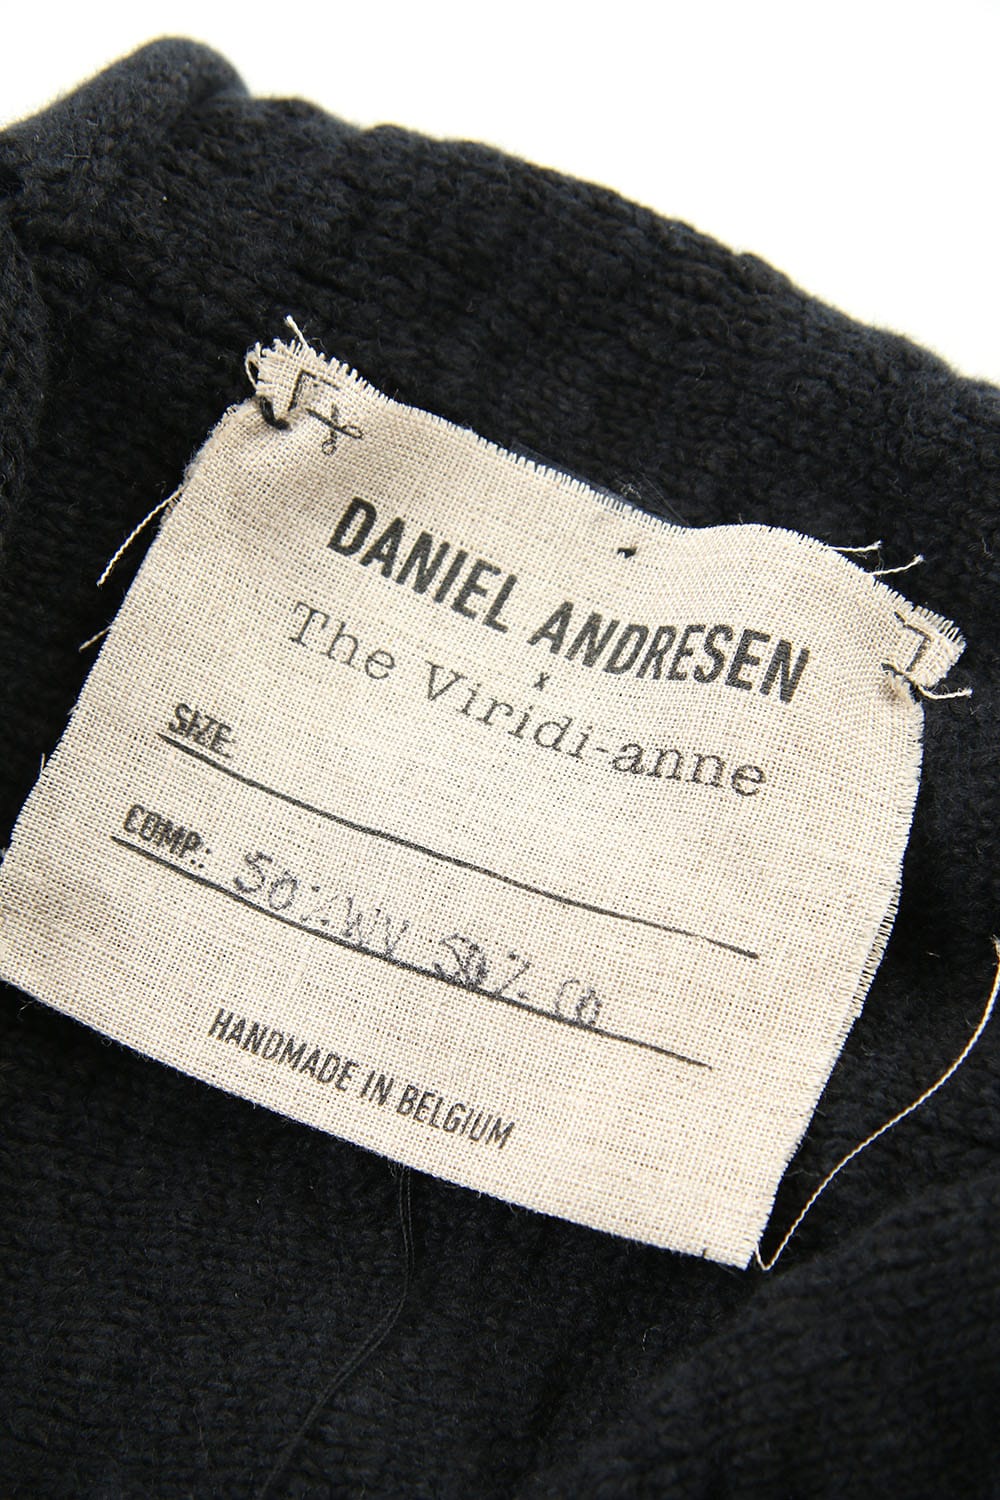 DANIEL ANDRESEN
x
The Viridi-anne
SIZE
COMP.: 50% WV 50% CO
HANDMADE IN BELGIUM